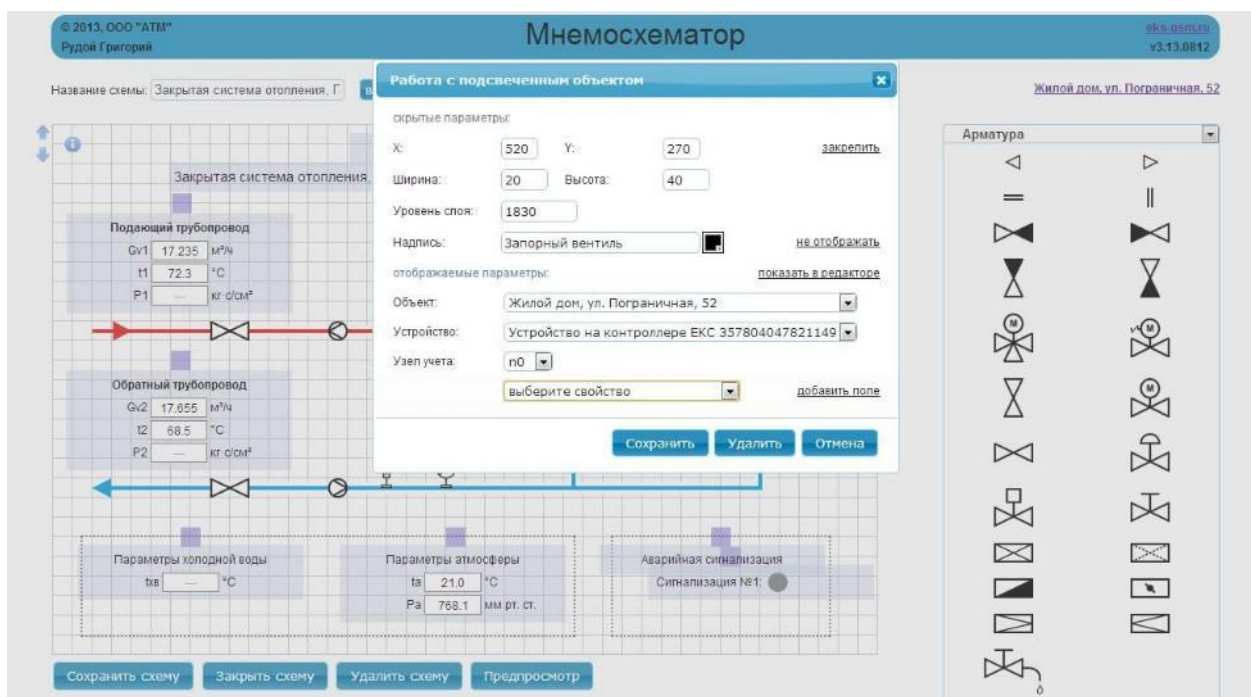 © 2013, ООО "АТМ"
Рудой Григорий
Мнемосхематор
eks-asm.ru
v3.13.0812
Название схемы: Закрытая система отопления, Г
Жилой дом, ул. Пограничная, 52
Работа с подсвеченным объектом
скрытые параметры:
X: 520 Y: 270 закрепить
Ширина: 20 Высота: 40
Уровень слоя: 1830
Надпись: Запорный вентиль не отображать
отображаемые параметры: показать в редакторе
Объект: Жилой дом, ул. Пограничная, 52
Устройство: Устройство на контроллере ЕКС 357804047821149
Узел учета: n0
выберите свойство добавить поле
Сохранить Удалить Отмена
Закрытая система отопления,
Подающий трубопровод
Gv1 17.235 м³/ч
t1 72.3 °C
P1 — кг·с/см²
Обратный трубопровод
Gv2 17.655 м³/ч
t2 68.5 °C
P2 — кг·с/см²
Параметры холодной воды
tхв — °C
Параметры атмосферы
ta 21.0 °C
Pa 768.1 мм рт. ст.
Аварийная сигнализация
Сигнализация №1:
Арматура
M
M
M
Сохранить схему Закрыть схему Удалить схему Предпросмотр